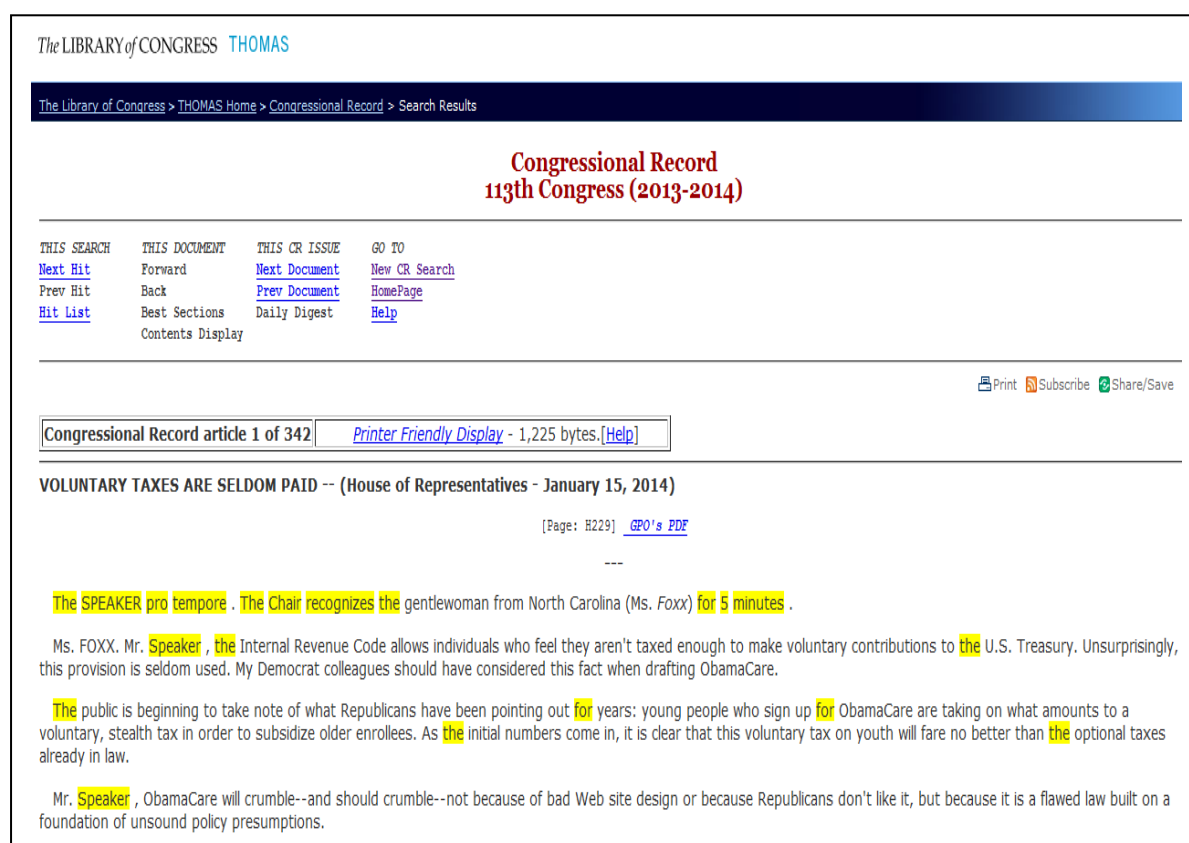 The LIBRARY of CONGRESS THOMAS
The Library of Congress > THOMAS Home > Congressional Record > Search Results
Congressional Record
113th Congress (2013-2014)
THIS SEARCH THIS DOCUMENT THIS CR ISSUE GO TO
Next Hit Forward Next Document New CR Search
Prev Hit Back Prev Document HomePage
Hit List Best Sections Daily Digest Help
Contents Display
Print Subscribe Share/Save
Congressional Record article 1 of 342 Printer Friendly Display - 1,225 bytes.[Help]
VOLUNTARY TAXES ARE SELDOM PAID -- (House of Representatives - January 15, 2014)
[Page: H229] GPO's PDF
---
The SPEAKER pro tempore . The Chair recognizes the gentlewoman from North Carolina (Ms. Foxx) for 5 minutes .
Ms. FOXX. Mr. Speaker , the Internal Revenue Code allows individuals who feel they aren't taxed enough to make voluntary contributions to the U.S. Treasury. Unsurprisingly,
this provision is seldom used. My Democrat colleagues should have considered this fact when drafting ObamaCare.
The public is beginning to take note of what Republicans have been pointing out for years: young people who sign up for ObamaCare are taking on what amounts to a
voluntary, stealth tax in order to subsidize older enrollees. As the initial numbers come in, it is clear that this voluntary tax on youth will fare no better than the optional taxes
already in law.
Mr. Speaker , ObamaCare will crumble--and should crumble--not because of bad Web site design or because Republicans don't like it, but because it is a flawed law built on a
foundation of unsound policy presumptions.